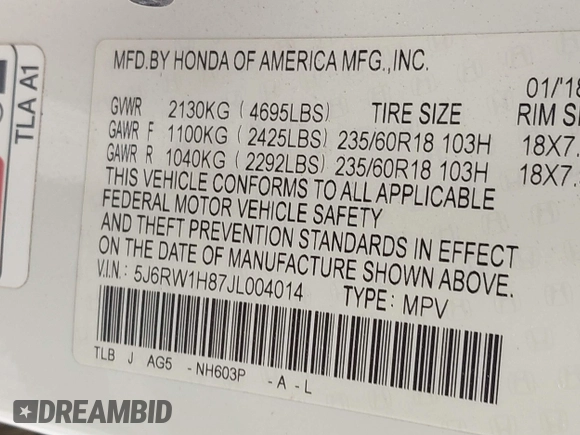 MFD.BY HONDA OF AMERICA MFG.,INC.
01/18
GVWR 2130KG (4695LBS) TIRE SIZE RIM
GAWR F 1100KG (2425LBS) 235/60R18 103H 18X7.
GAWR R 1040KG (2292LBS) 235/60R18 103H 18X7.
THIS VEHICLE CONFORMS TO ALL APPLICABLE
FEDERAL MOTOR VEHICLE SAFETY
AND THEFT PREVENTION STANDARDS IN EFFECT
ON THE DATE OF MANUFACTURE SHOWN ABOVE.
V.I.N.: 5J6RW1H87JL004014 TYPE: MPV
TLB J AG5 -NH603P -A-L
TLA A1
DREAMBID